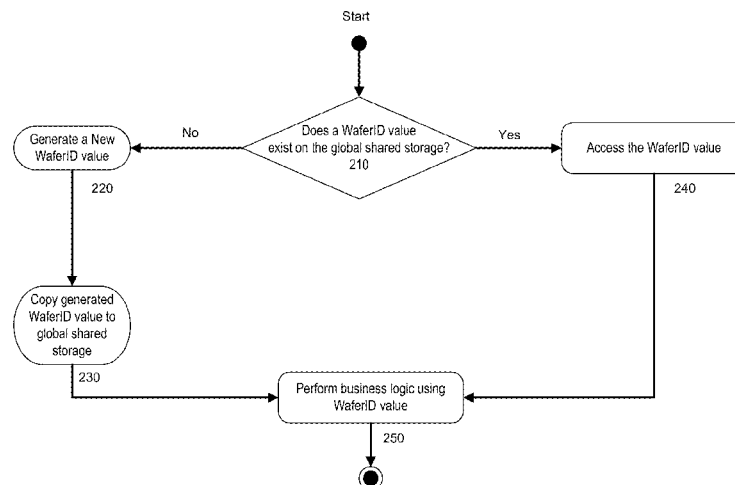 Start
Does a WaferID value
exist on the global shared storage?
210
No
Yes
Generate a New
WaferID value
220
Access the WaferID value
240
Copy generated
WaferID value to
global shared
storage
230
Perform business logic using
WaferID value
250